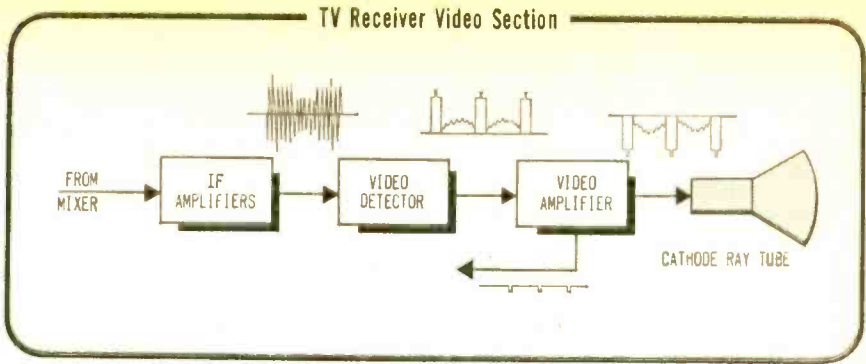 TV Receiver Video Section
FROM
MIXER
IF
AMPLIFIERS
VIDEO
DETECTOR
VIDEO
AMPLIFIER
CATHODE RAY TUBE